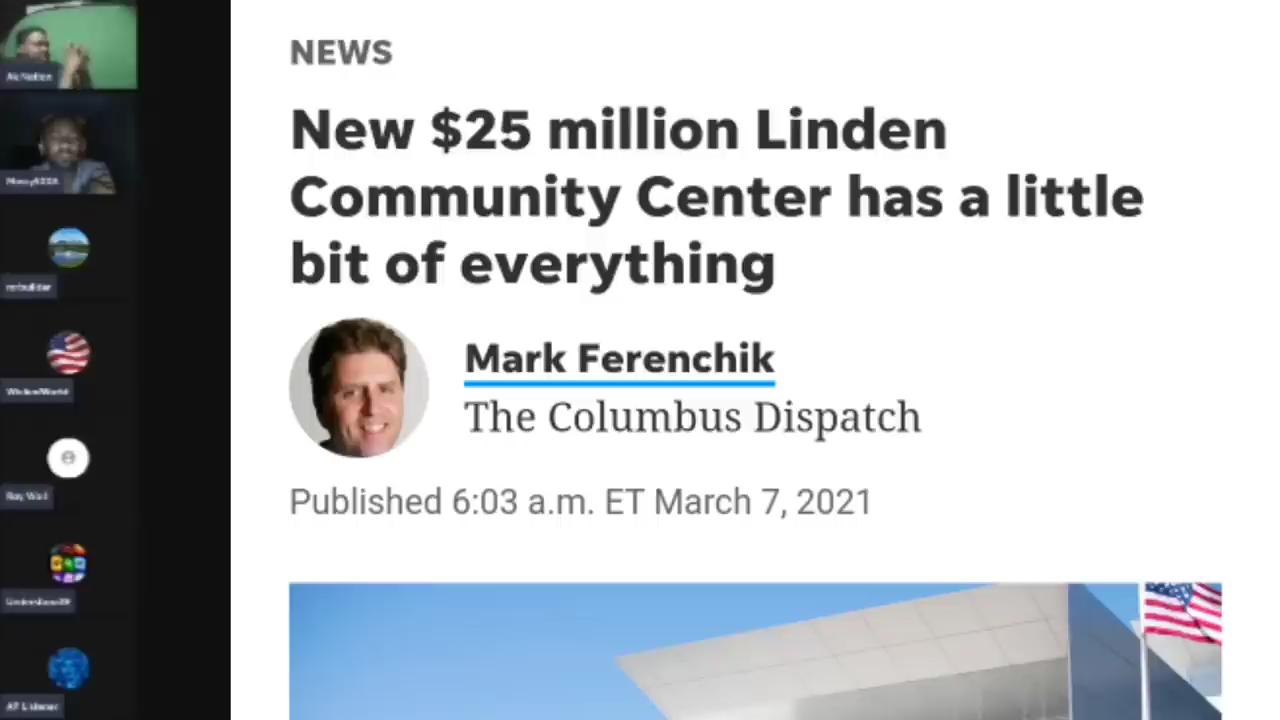 NEWS
New $25 million Linden
Community Center has a little
bit of everything
Mark Ferenchik
The Columbus Dispatch
Published 6:03 a.m. ET March 7, 2021